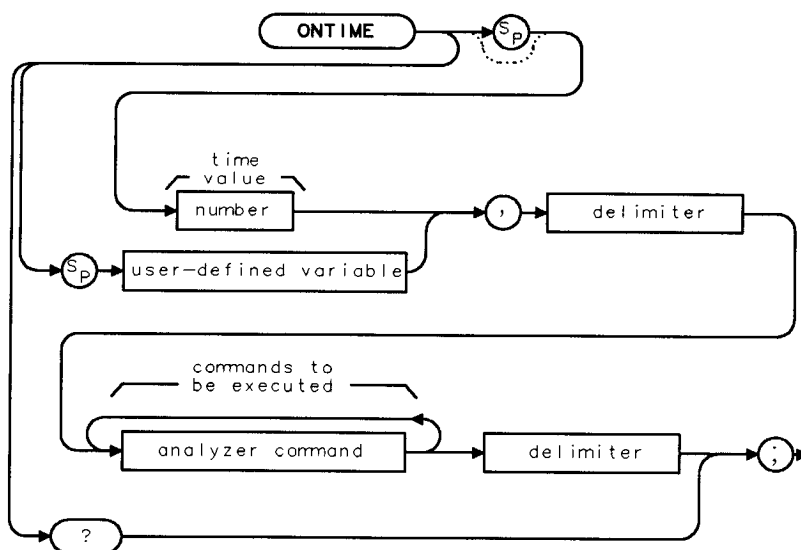 ONTIME
SP
time
value
number
,
delimiter
SP
user–defined variable
commands to
be executed
analyzer command
delimiter
;
?